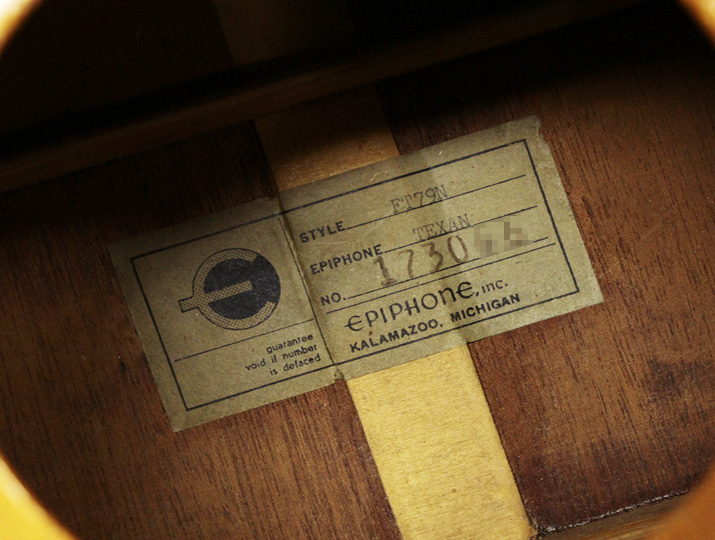 STYLE FT79N
EPIPHONE TEXAN
NO. 1730
EPIPHONE, INC.
KALAMAZOO, MICHIGAN
guarantee
void if number
is defaced